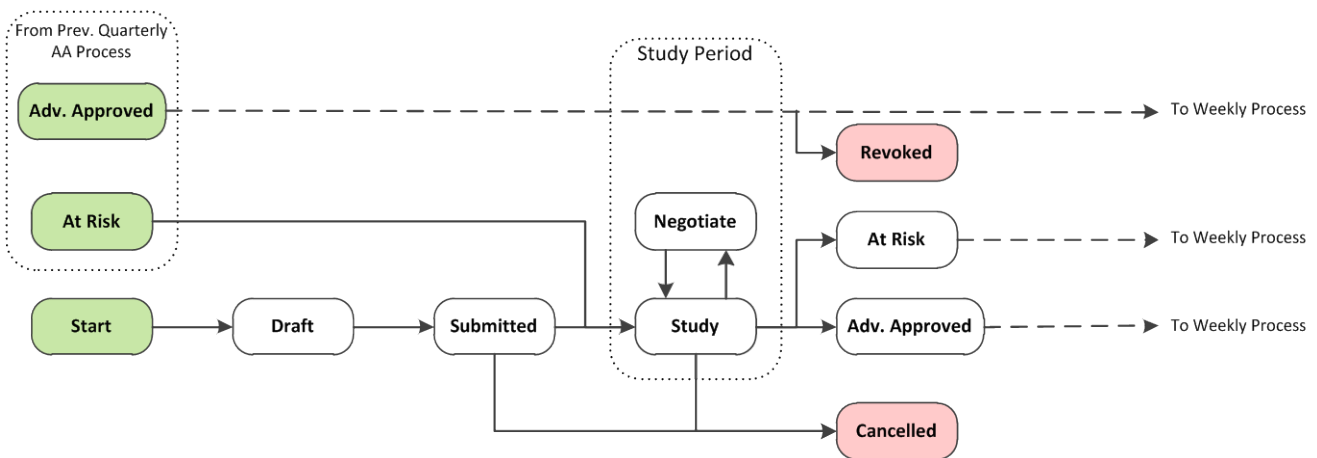 From Prev. Quarterly
AA Process
Study Period
Adv. Approved
To Weekly Process
Revoked
At Risk
Negotiate
At Risk
To Weekly Process
Start
Draft
Submitted
Study
Adv. Approved
To Weekly Process
Cancelled